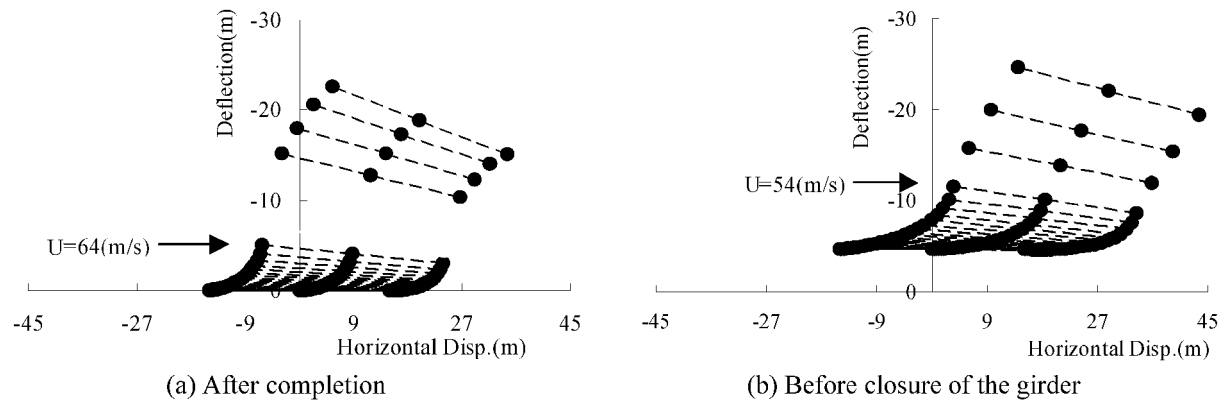 -30
Deflection(m)
-20
-10
U=64(m/s)
0
-45 -27 -9 9 27 45
Horizontal Disp.(m)
(a) After completion
-30
Deflection(m)
-20
U=54(m/s)
-10
0
-45 -27 -9 9 27 45
Horizontal Disp.(m)
(b) Before closure of the girder